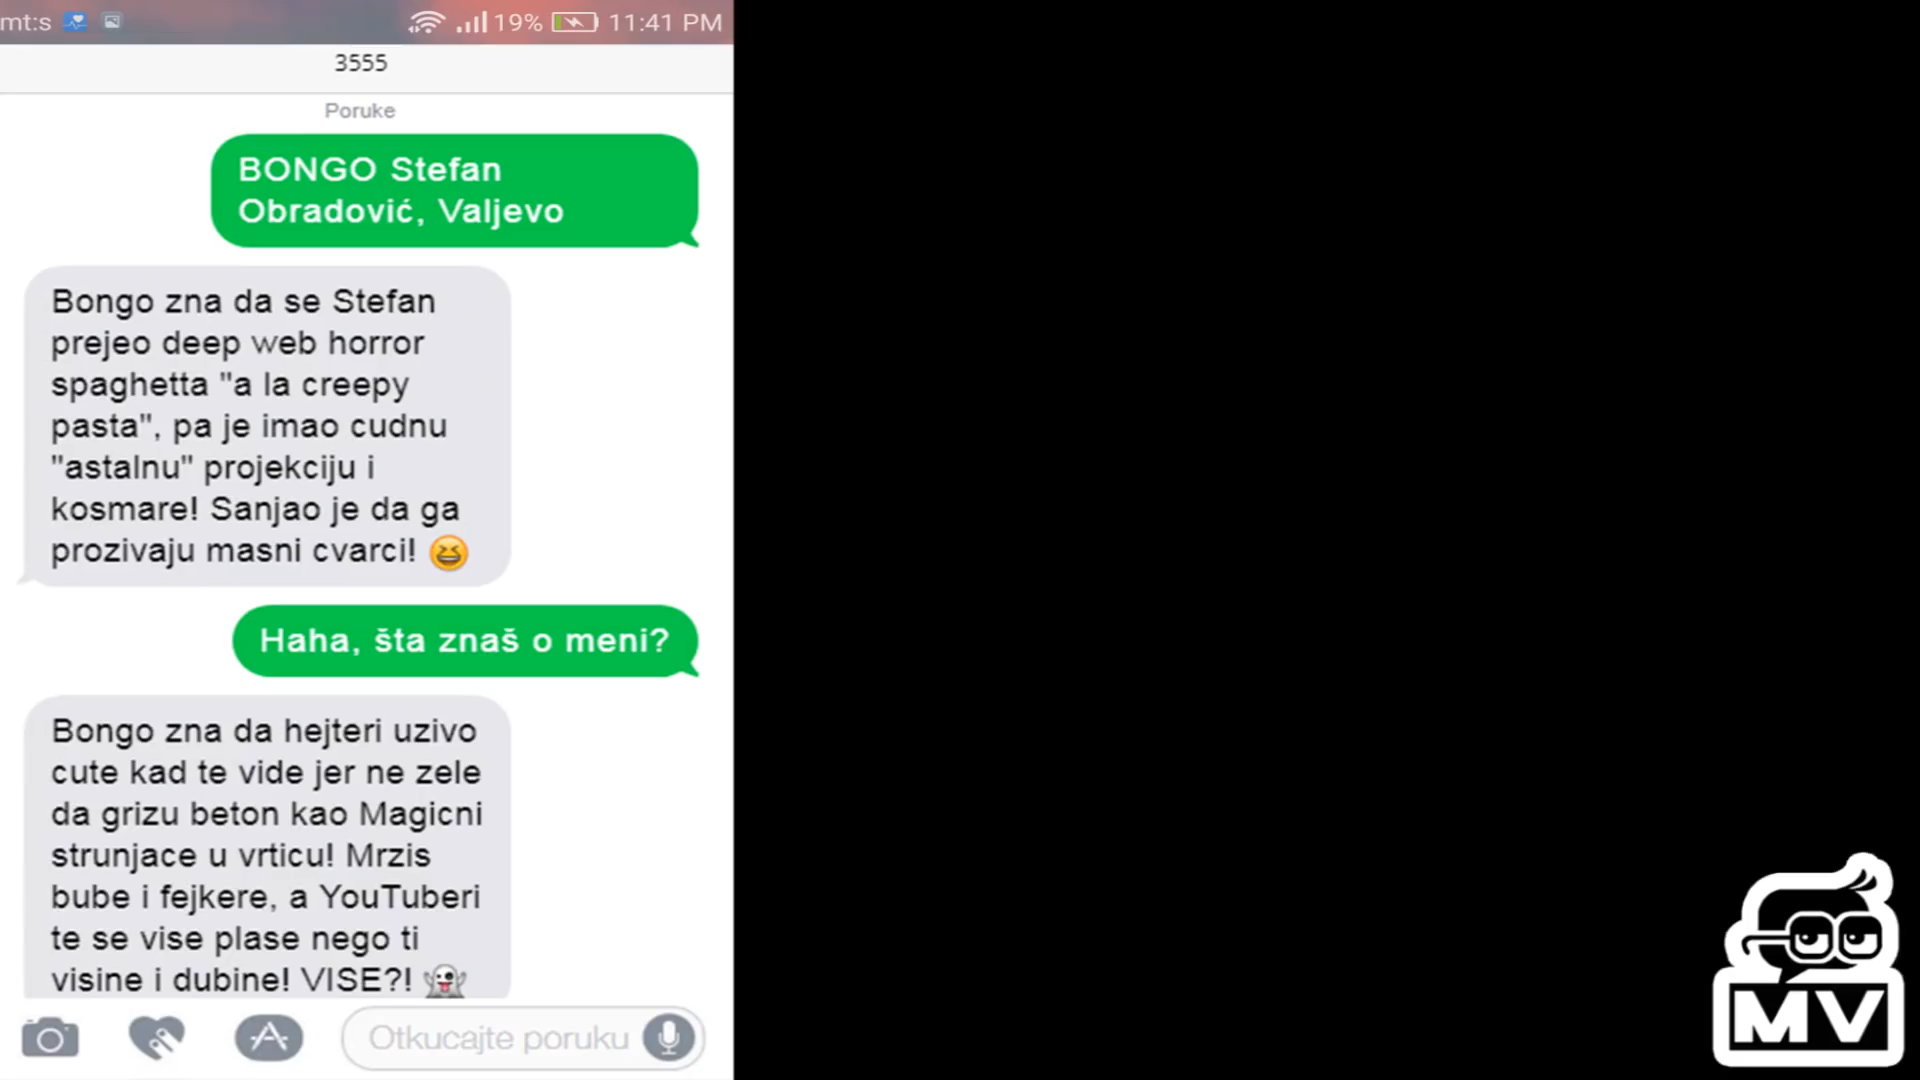 mt:s
19%
11:41 PM
3555
Poruke
BONGO Stefan
Obradović, Valjevo
Bongo zna da se Stefan
prejeo deep web horror
spaghetta "a la creepy
pasta", pa je imao cudnu
"astalnu" projekciju i
kosmare! Sanjao je da ga
prozivaju masni cvarci!
Haha, šta znaš o meni?
Bongo zna da hejteri uzivo
cute kad te vide jer ne zele
da grizu beton kao Magicni
strunjace u vrticu! Mrzis
bube i fejkere, a YouTuberi
te se vise plase nego ti
visine i dubine! VISE?!
Otkucajte poruku
MV